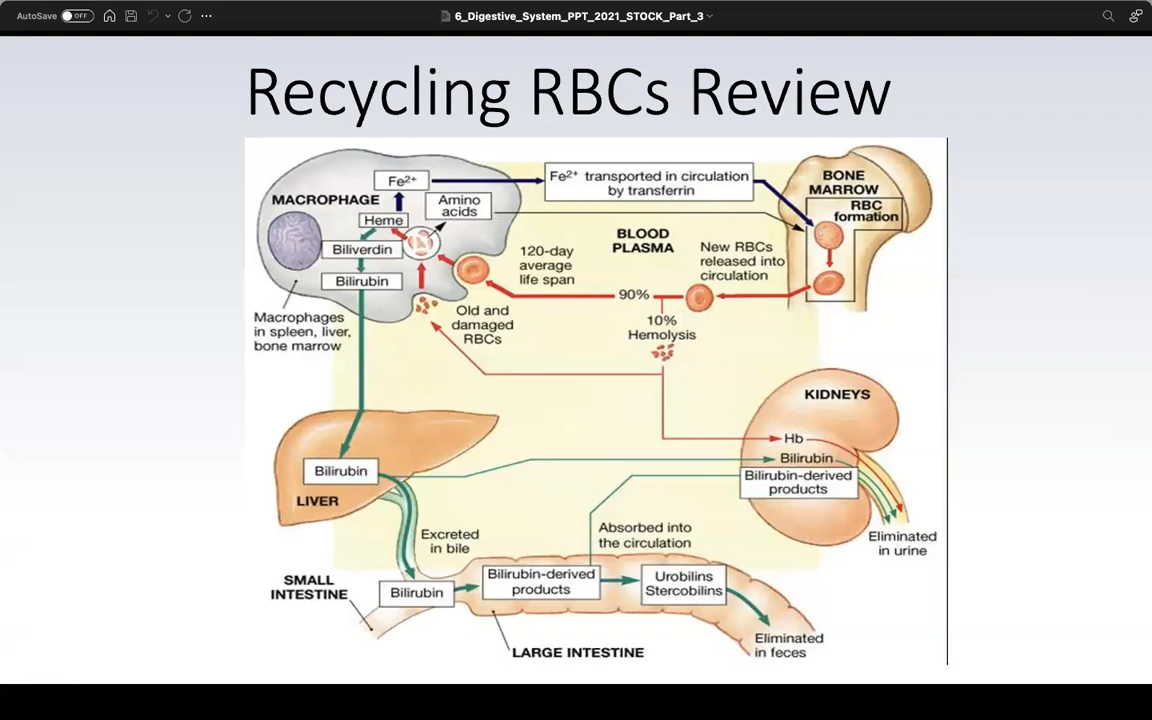 AutoSave OFF
6_Digestive_System_PPT_2021_STOCK_Part_3
Recycling RBCs Review
MACROPHAGE
Fe2+
Amino
acids
Heme
Biliverdin
Bilirubin
Macrophages
in spleen, liver,
bone marrow
Fe2+ transported in circulation
by transferrin
BLOOD
PLASMA
120-day
average
life span
Old and
damaged
RBCs
90%
10%
Hemolysis
New RBCs
released into
circulation
BONE
MARROW
RBC
formation
KIDNEYS
Hb
Bilirubin
Bilirubin-derived
products
Eliminated
in urine
Bilirubin
LIVER
Excreted
in bile
Absorbed into
the circulation
SMALL
INTESTINE
Bilirubin
Bilirubin-derived
products
Urobilins
Stercobilins
Eliminated
in feces
LARGE INTESTINE